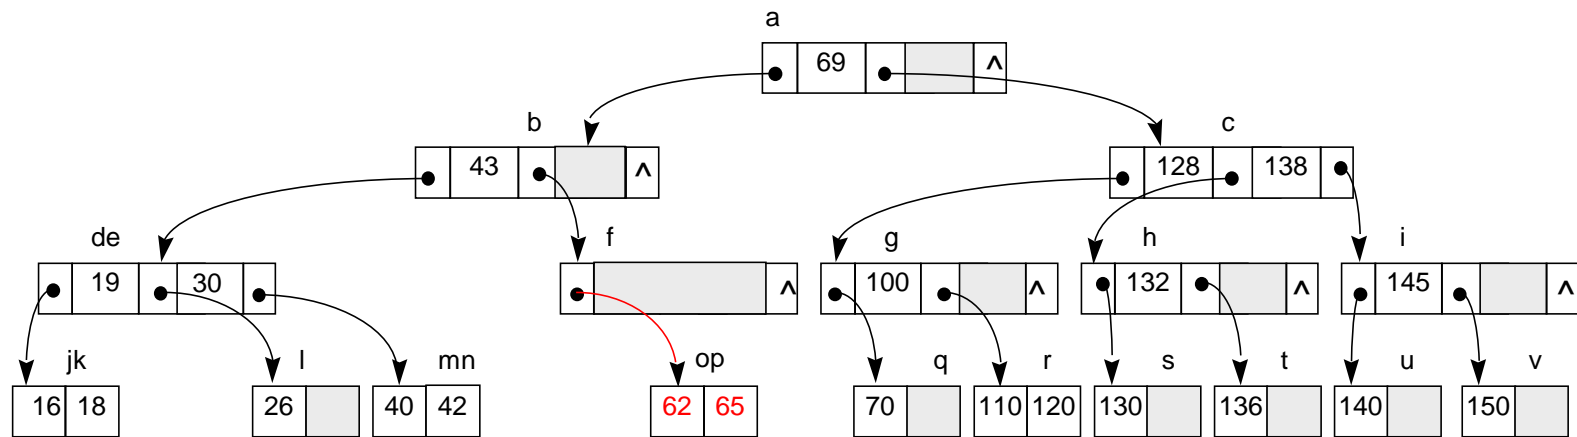 a
69 ^
b c
43 ^ 128 138
de f g h i
19 30 ^ 100 ^ 132 ^ 145 ^
jk l mn op q r s t u v
16 18 26 40 42 62 65 70 110 120 130 136 140 150